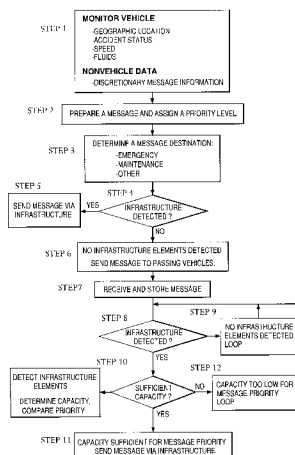 STEP 1
MONITOR VEHICLE
-GEOGRAPHIC LOCATION
-ACCIDENT STATUS
-SPEED
-FLUIDS
NONVEHICLE DATA
-DISCRETIONARY MESSAGE INFORMATION
STEP 2
PREPARE A MESSAGE AND ASSIGN A PRIORITY LEVEL
STEP 3
DETERMINE A MESSAGE DESTINATION:
-EMERGENCY
-MAINTENANCE
-OTHER
STEP 4
STEP 5
SEND MESSAGE VIA
INFRASTRUCTURE
YES
INFRASTRUCTURE
DETECTED ?
NO
STEP 6
NO INFRASTRUCTURE ELEMENTS DETECTED
SEND MESSAGE TO PASSING VEHICLES;
STEP7
RECEIVE AND STORE MESSAGE
STEP 8
INFRASTRUCTURE
DETECTED ?
STEP 9
NO INFRASTRUCTURE
ELEMENTS DETECTED
LOOP
YES
STEP 10
DETECT INFRASTRUCTURE
ELEMENTS
DETERMINE CAPACITY,
COMPARE PRIORITY
SUFFICIENT
CAPACITY ?
NO
STEP 12
CAPACITY TOO LOW FOR
MESSAGE PRIORITY
LOOP
YES
STEP 11
CAPACITY SUFFICIENT FOR MESSAGE PRIORITY
SEND MESSAGE VIA INFRASTRUCTURE